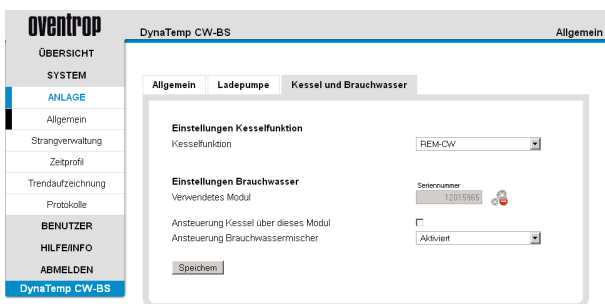 oventrop
DynaTemp CW-BS
Allgemein
ÜBERSICHT
SYSTEM
ANLAGE
Allgemein
Strangverwaltung
Zeitprofil
Trendaufzeichnung
Protokolle
BENUTZER
HILFE/INFO
ABMELDEN
DynaTemp CW-BS
Allgemein Ladepumpe Kessel und Brauchwasser
Einstellungen Kesselfunktion
Kesselfunktion REM-CW
Einstellungen Brauchwasser
Seriennummer
Verwendetes Modul 12015965
Ansteuerung Kessel über dieses Modul
Ansteuerung Brauchwassermischer Aktiviert
Speichern